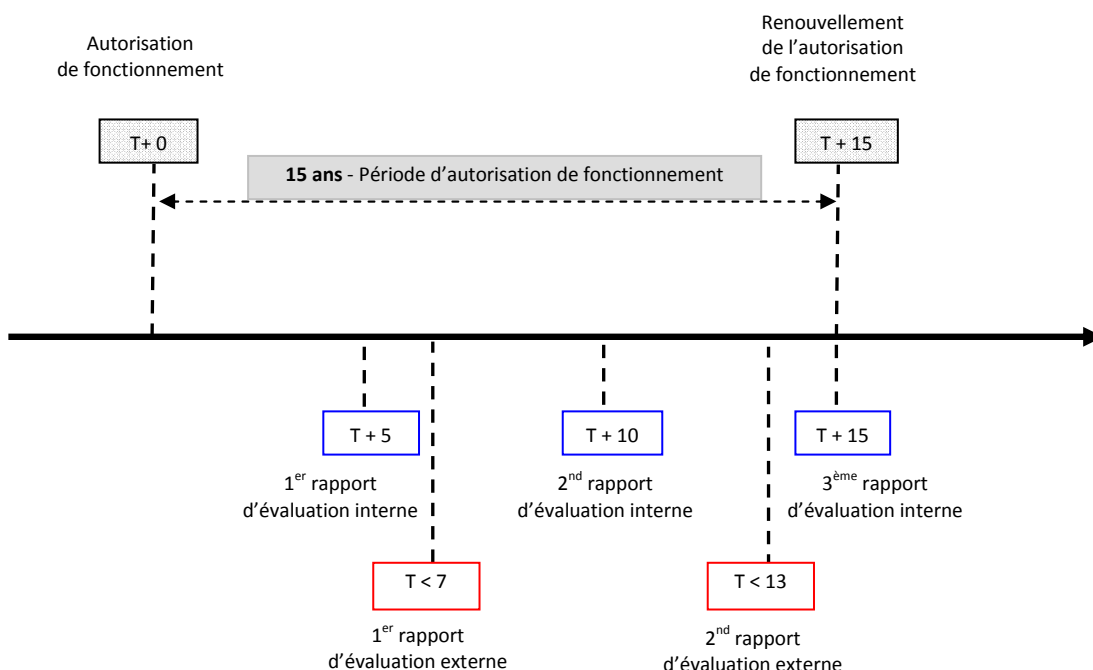 Autorisation
de fonctionnement
Renouvellement
de l’autorisation
de fonctionnement
T+ 0
T + 15
15 ans - Période d’autorisation de fonctionnement
T + 5
T + 10
T + 15
1er rapport
d’évaluation interne
2nd rapport
d’évaluation interne
3ème rapport
d’évaluation interne
T < 7
T < 13
1er rapport
d’évaluation externe
2nd rapport
d’évaluation externe